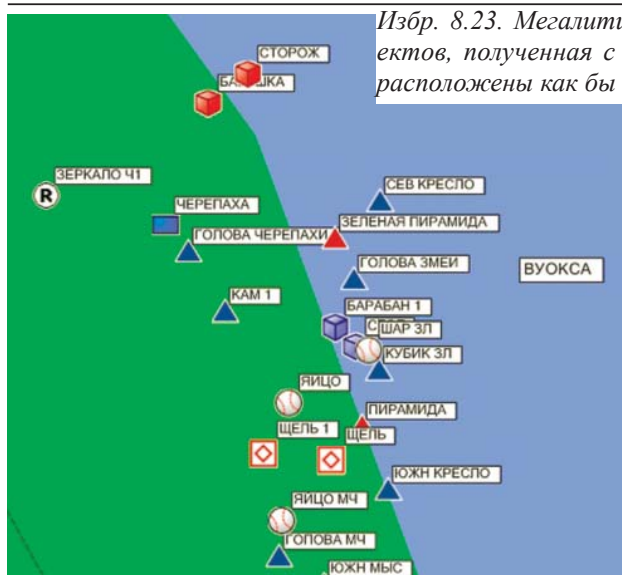 Избр. 8.23. Мегалити
ектов, полученная с
расположены как бы
СТОРОЖ
ЗЕРКАЛО Ч1
R
СЕВ КРЕСЛО
ЧЕРЕПАХА
ЗЕЛЕНАЯ ПИРАМИДА
ГОЛОВА ЧЕРЕПАХИ
ГОЛОВА ЗМЕИ
ВУОКСА
КАМ 1
БАРАБАН 1
ШАР ЗЛ
КУБИК ЗЛ
ЯИЦО
ПИРАМИДА
ЩЕЛЬ 1
ЩЕЛЬ
ЮЖН КРЕСЛО
ЯИЦО МЧ
ГОПОВА МЧ
ЮЖН МЫС